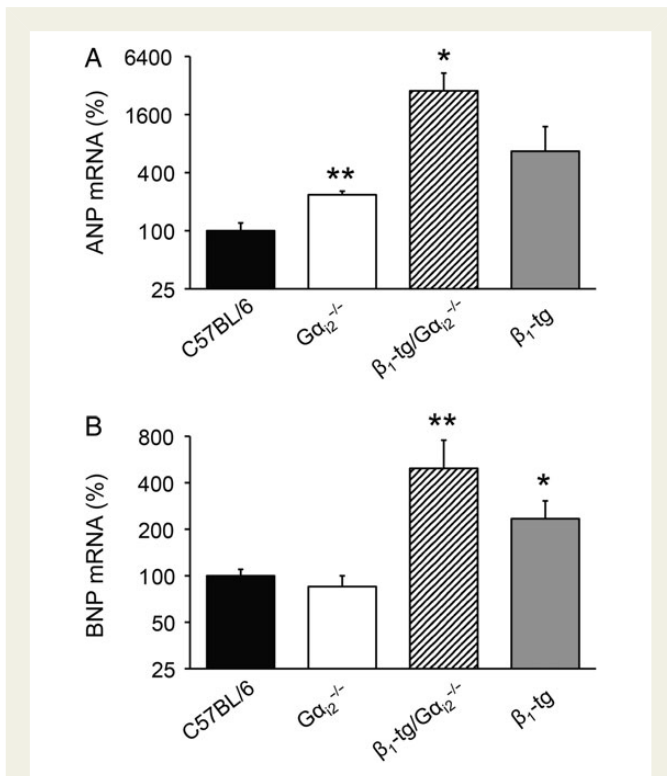 A
ANP mRNA (%)
6400
1600
400
100
25
*
**
C57BL/6
Gαi2-/-
β1-tg/Gαi2-/-
β1-tg
B
BNP mRNA (%)
800
400
200
100
50
25
**
*
C57BL/6
Gαi2-/-
β1-tg/Gαi2-/-
β1-tg